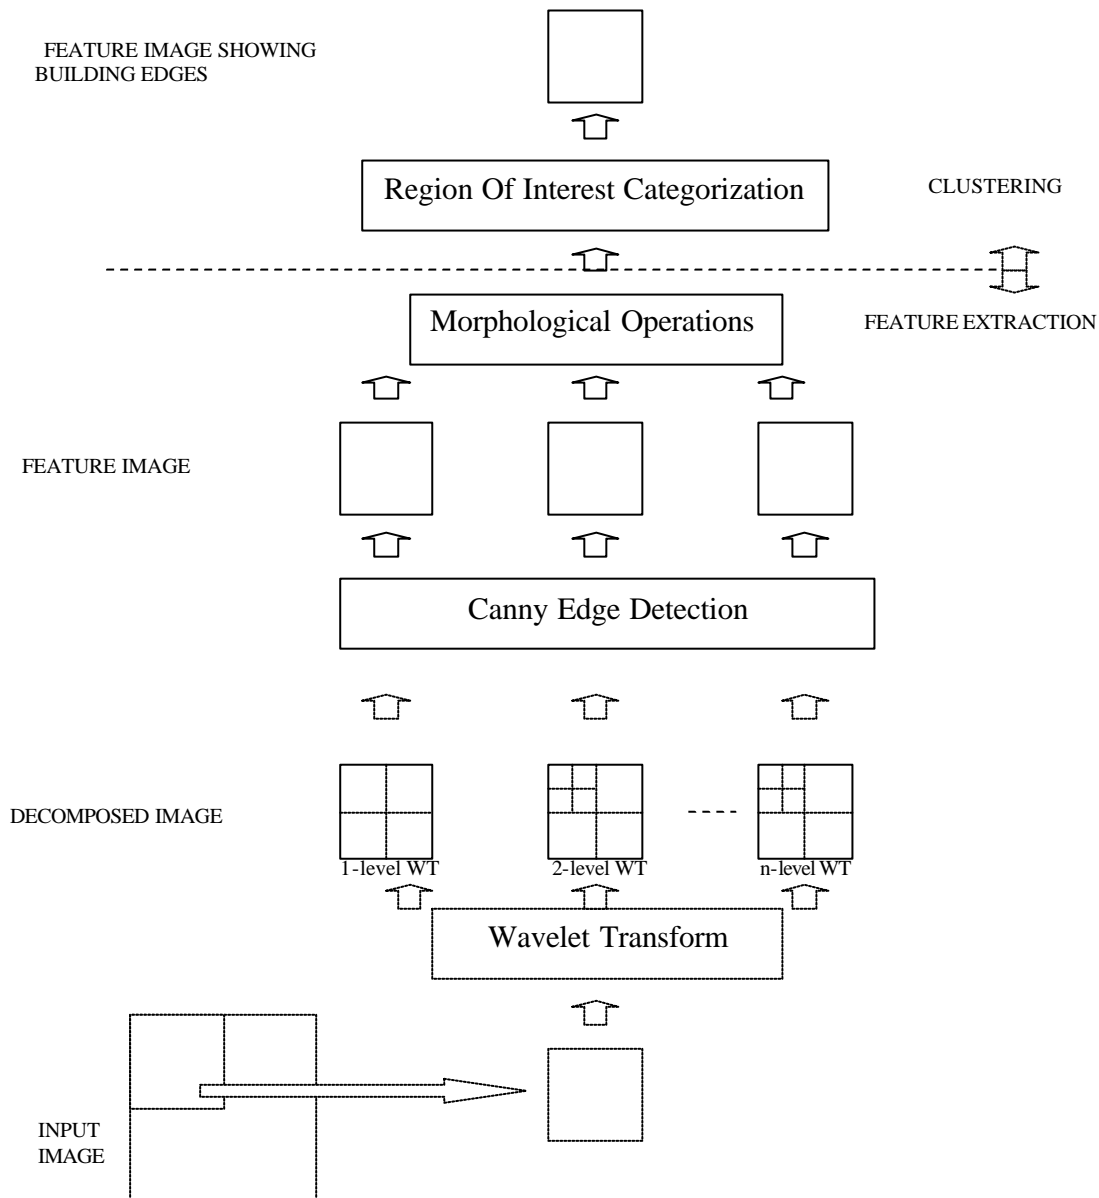 FEATURE IMAGE SHOWING
BUILDING EDGES
Region Of Interest Categorization
CLUSTERING
Morphological Operations
FEATURE EXTRACTION
FEATURE IMAGE
Canny Edge Detection
DECOMPOSED IMAGE
1-level WT
2-level WT
n-level WT
Wavelet Transform
INPUT
IMAGE